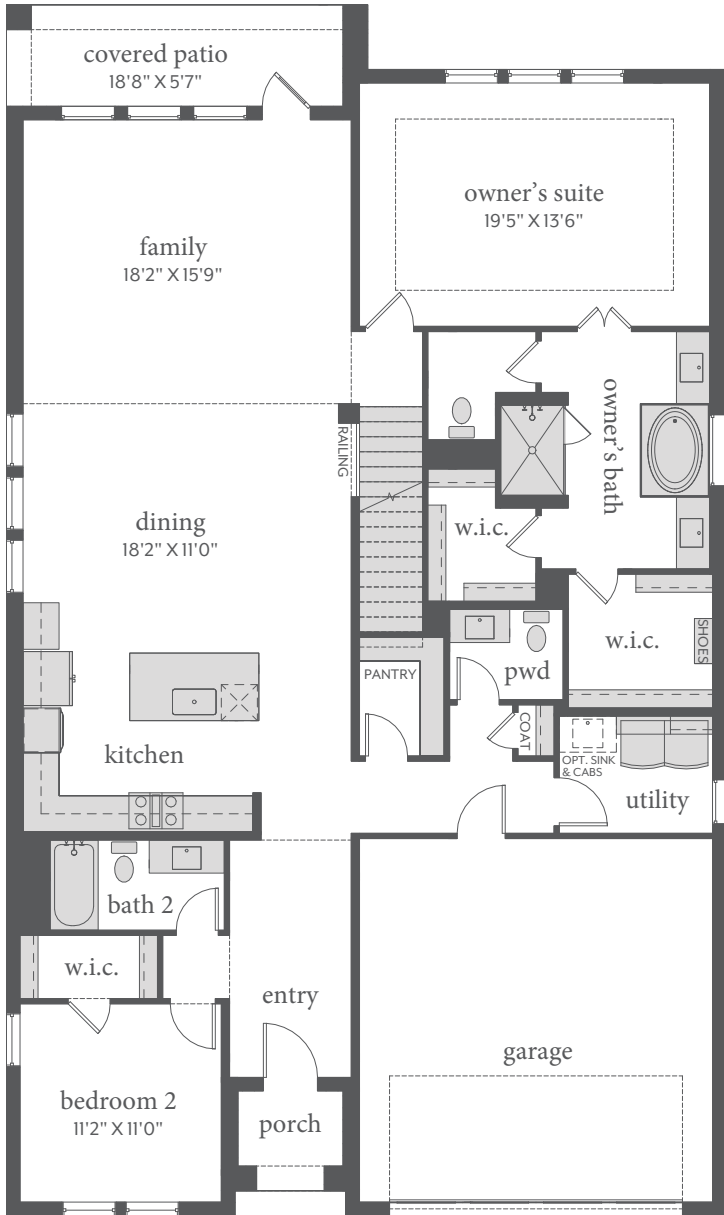 covered patio
18'8" X 5'7"
owner's suite
19'5" X 13'6"
family
18'2" X 15'9"
owner's bath
RAILING
dining
18'2" X 11'0"
w.i.c.
w.i.c.
SHOES
pwd
PANTRY
COAT
kitchen
OPT. SINK
& CABS
utility
bath 2
w.i.c.
entry
garage
bedroom 2
11'2" X 11'0"
porch